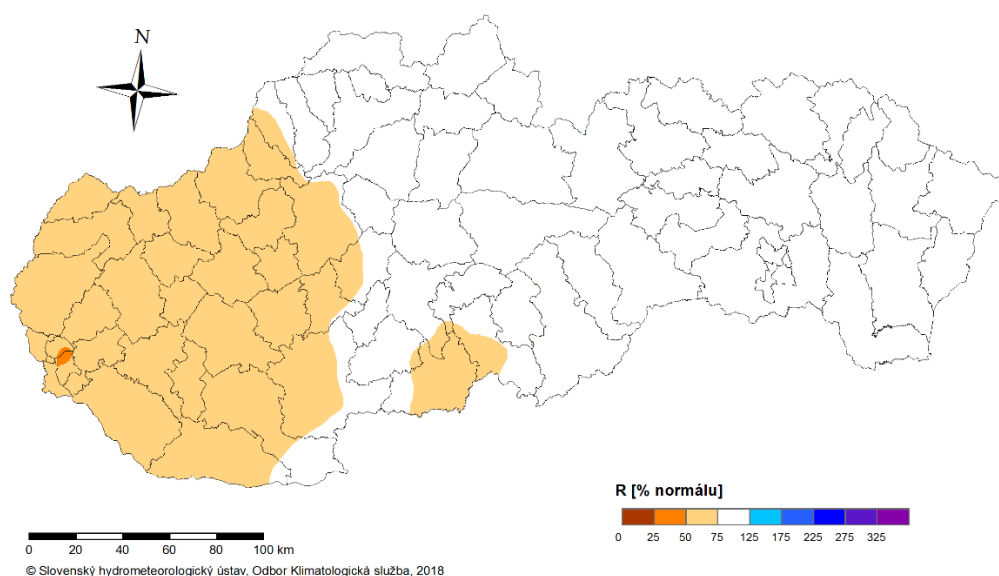 N
R [% normálu]
0 25 50 75 125 175 225 275 325
0 20 40 60 80 100 km
© Slovenský hydrometeorologický ústav, Odbor Klimatologická služba, 2018